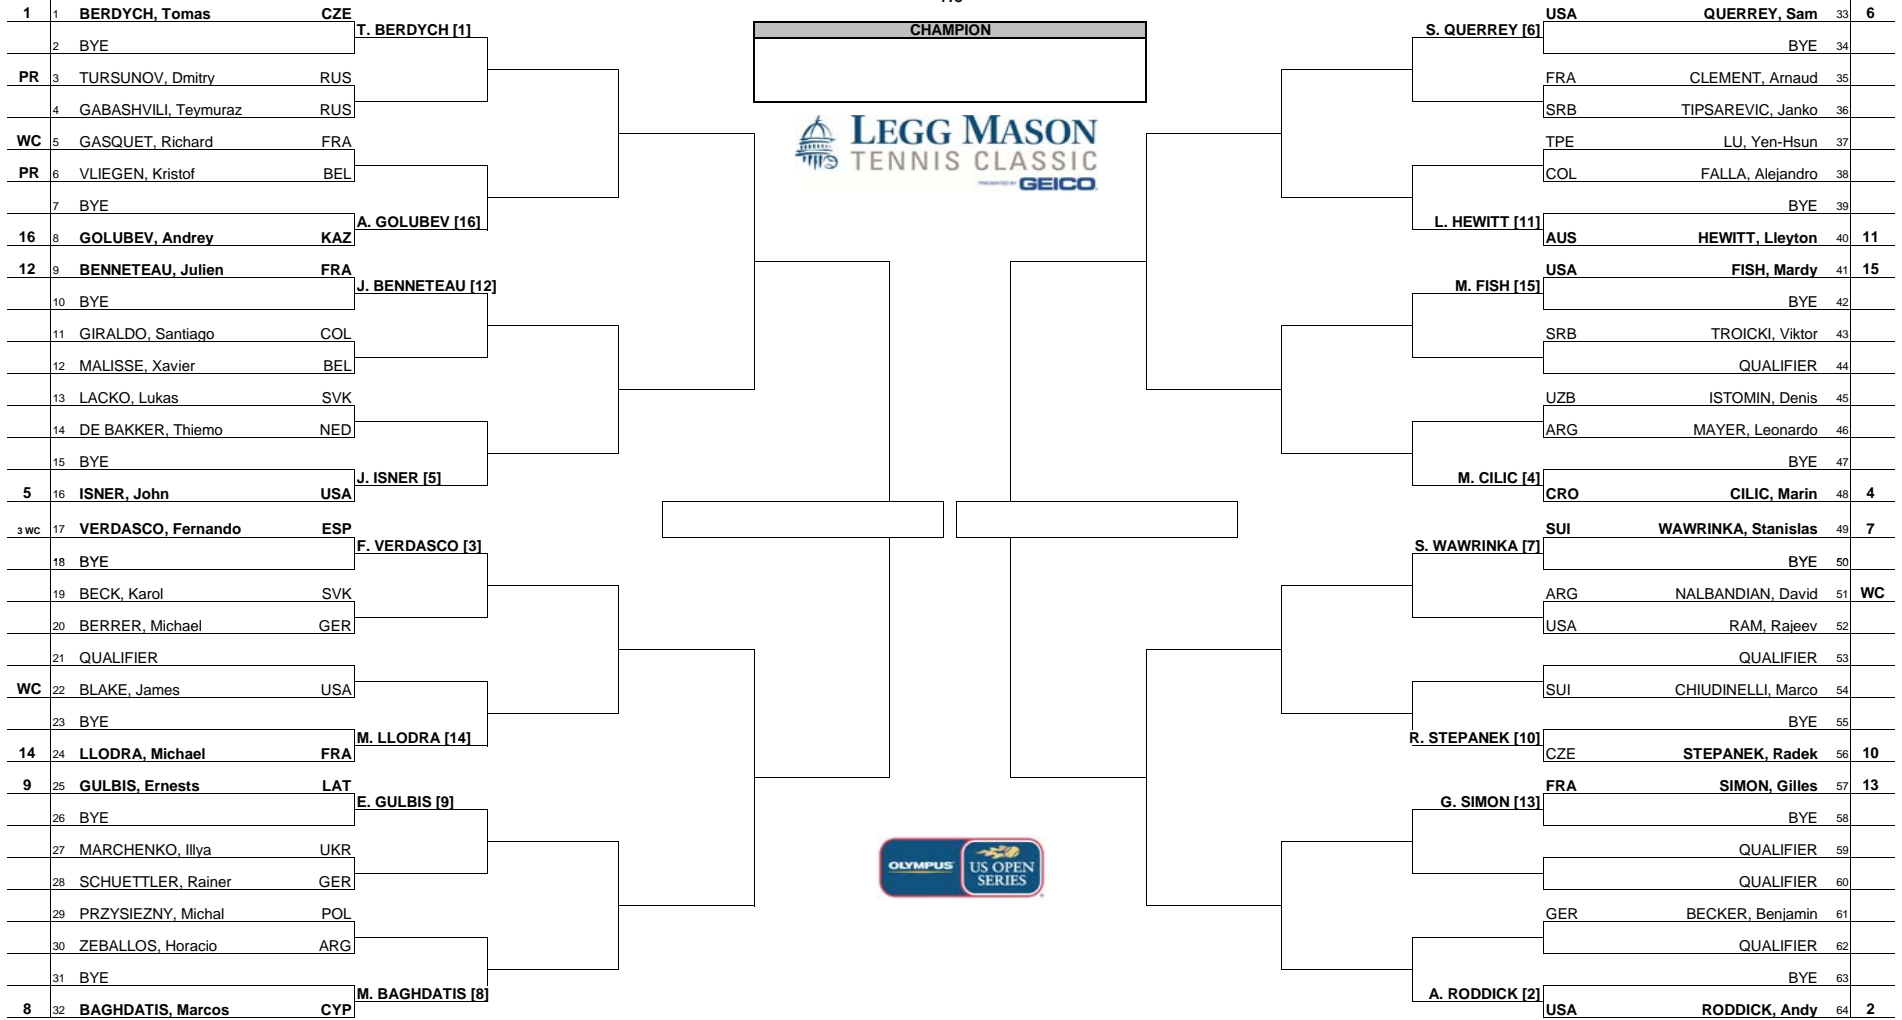 1 1 BERDYCH, Tomas CZE
T. BERDYCH [1]
2 BYE
PR 3 TURSUNOV, Dmitry RUS
4 GABASHVILI, Teymuraz RUS
WC 5 GASQUET, Richard FRA
PR 6 VLIEGEN, Kristof BEL
7 BYE
A. GOLUBEV [16]
16 8 GOLUBEV, Andrey KAZ
12 9 BENNETEAU, Julien FRA
J. BENNETEAU [12]
10 BYE
11 GIRALDO, Santiago COL
12 MALISSE, Xavier BEL
13 LACKO, Lukas SVK
14 DE BAKKER, Thiemo NED
15 BYE
J. ISNER [5]
5 16 ISNER, John USA
3 WC 17 VERDASCO, Fernando ESP
F. VERDASCO [3]
18 BYE
19 BECK, Karol SVK
20 BERRER, Michael GER
21 QUALIFIER
WC 22 BLAKE, James USA
23 BYE
M. LLODRA [14]
14 24 LLODRA, Michael FRA
9 25 GULBIS, Ernests LAT
E. GULBIS [9]
26 BYE
27 MARCHENKO, Illya UKR
28 SCHUETTLER, Rainer GER
29 PRZYSIEZNY, Michal POL
30 ZEBALLOS, Horacio ARG
31 BYE
M. BAGHDATIS [8]
8 32 BAGHDATIS, Marcos CYP
CHAMPION
LEGG MASON
TENNIS CLASSIC
PRESENTED BY GEICO
OLYMPUS US OPEN
SERIES
USA QUERREY, Sam 33 6
S. QUERREY [6]
BYE 34
FRA CLEMENT, Arnaud 35
SRB TIPSAREVIC, Janko 36
TPE LU, Yen-Hsun 37
COL FALLA, Alejandro 38
BYE 39
L. HEWITT [11]
AUS HEWITT, Lleyton 40 11
USA FISH, Mardy 41 15
M. FISH [15]
BYE 42
SRB TROICKI, Viktor 43
QUALIFIER 44
UZB ISTOMIN, Denis 45
ARG MAYER, Leonardo 46
BYE 47
M. CILIC [4]
CRO CILIC, Marin 48 4
SUI WAWRINKA, Stanislas 49 7
S. WAWRINKA [7]
BYE 50
ARG NALBANDIAN, David 51 WC
USA RAM, Rajeev 52
QUALIFIER 53
SUI CHIUDINELLI, Marco 54
BYE 55
R. STEPANEK [10]
CZE STEPANEK, Radek 56 10
FRA SIMON, Gilles 57 13
G. SIMON [13]
BYE 58
QUALIFIER 59
QUALIFIER 60
GER BECKER, Benjamin 61
QUALIFIER 62
BYE 63
A. RODDICK [2]
USA RODDICK, Andy 64 2